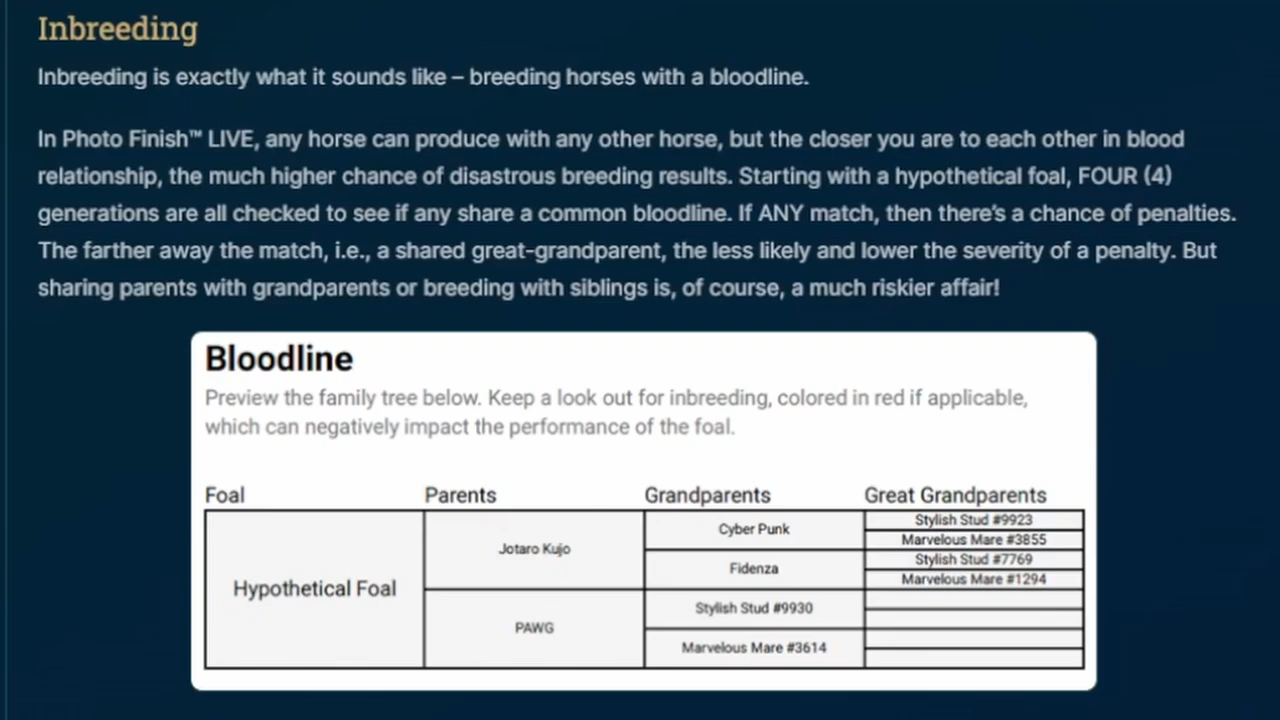 Inbreeding
Inbreeding is exactly what it sounds like – breeding horses with a bloodline.
In Photo Finish™ LIVE, any horse can produce with any other horse, but the closer you are to each other in blood
relationship, the much higher chance of disastrous breeding results. Starting with a hypothetical foal, FOUR (4)
generations are all checked to see if any share a common bloodline. If ANY match, then there's a chance of penalties.
The farther away the match, i.e., a shared great-grandparent, the less likely and lower the severity of a penalty. But
sharing parents with grandparents or breeding with siblings is, of course, a much riskier affair!
Bloodline
Preview the family tree below. Keep a look out for inbreeding, colored in red if applicable,
which can negatively impact the performance of the foal.
Foal Parents Grandparents Great Grandparents
Stylish Stud #9923
Cyber Punk
Marvelous Mare #3855
Jotaro Kujo
Stylish Stud #7769
Fidenza
Marvelous Mare #1294
Hypothetical Foal
Stylish Stud #9930
PAWG
Marvelous Mare #3614